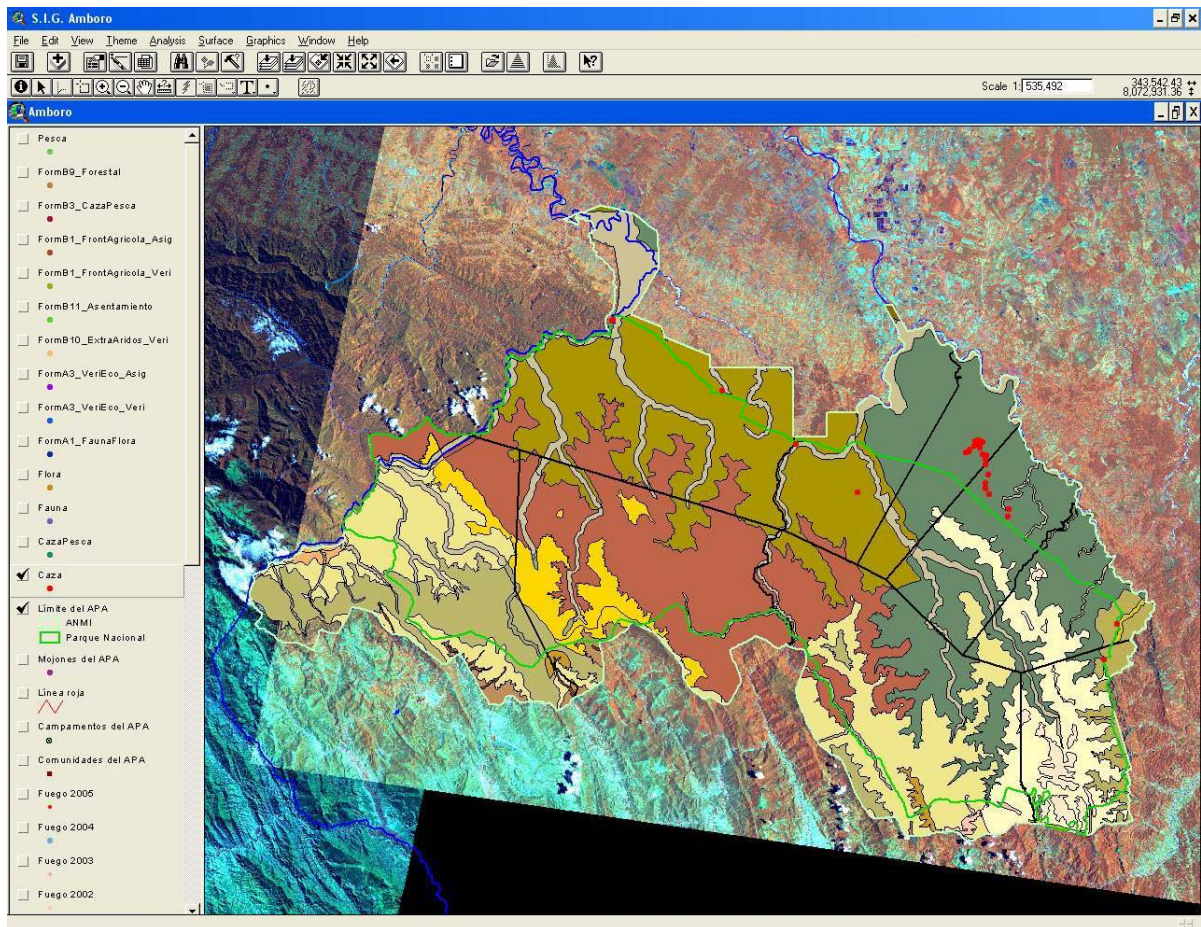 S.I.G. Amboro
File Edit View Theme Analysis Surface Graphics Window Help
Scale 1: 535,492
343,542.43
8,072,931.36
Amboro
Pesca
FormB9_Forestal
FormB3_CazaPesca
FormB1_FrontAgricola_Asig
FormB1_FrontAgricola_Veri
FormB11_Asentamiento
FormB10_ExtraAridos_Veri
FormA3_VeriEco_Asig
FormA3_VeriEco_Veri
FormA1_FaunaFlora
Flora
Fauna
CazaPesca
Caza
Límite del APA
ANMI
Parque Nacional
Mojones del APA
Línea roja
Campamentos del APA
Comunidades del APA
Fuego 2005
Fuego 2004
Fuego 2003
Fuego 2002